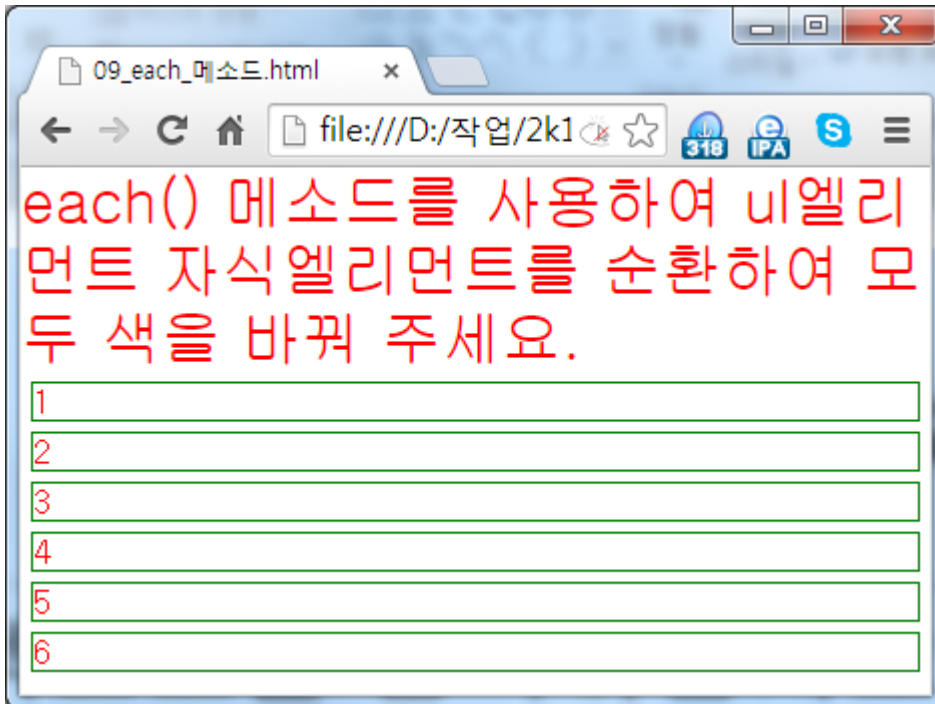 09_each_메소드.html
file:///D:/작업/2k1
318
e
IPA
S
each() 메소드를 사용하여 ul엘리
먼트 자식엘리먼트를 순환하여 모
두 색을 바꿔 주세요.
1
2
3
4
5
6